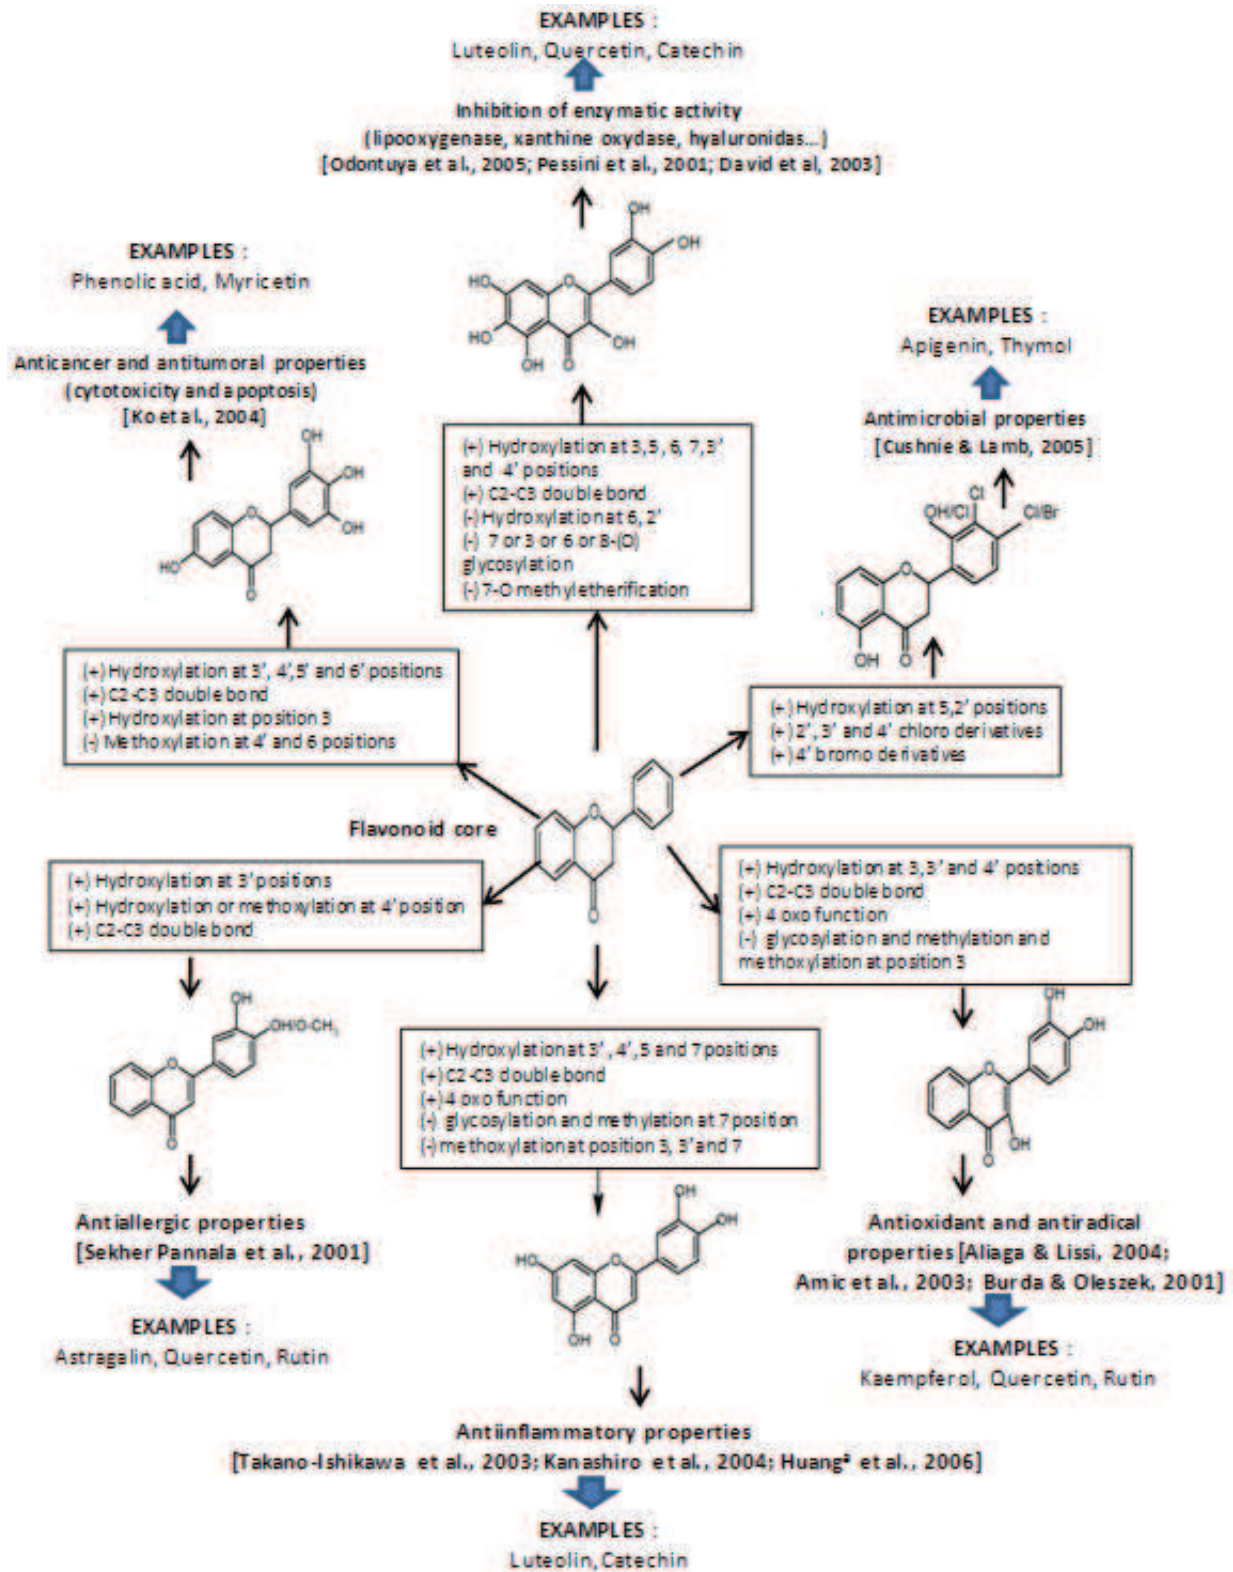 EXAMPLES :
Luteolin, Quercetin, Catechin
Inhibition of enzymatic activity
(lipooxygenase, xanthine oxydase, hyaluronidas...)
[Odontuya et al., 2005; Pessini et al., 2001; David et al, 2003]
OH
OH
HO
O
HO
OH
OH
O
EXAMPLES :
Phenolic acid, Myricetin
Anticancer and antitumoral properties
(cytotoxicity and apoptosis)
[Ko et al., 2004]
OH
OH
O
OH
HO
O
(+) Hydroxylation at 3,5, 6, 7,3'
and 4' positions
(+) C2-C3 double bond
(-) Hydroxylation at 6, 2'
(-) 7 or 3 or 6 or 8-(O)
glycosylation
(-) 7-O methyletherification
EXAMPLES :
Apigenin, Thymol
Antimicrobial properties
[Cushnie & Lamb, 2005]
Cl
OH/Cl
Cl/Br
O
OH
O
(+) Hydroxylation at 3', 4',5' and 6' positions
(+) C2-C3 double bond
(+) Hydroxylation at position 3
(-) Methoxylation at 4' and 6 positions
(+) Hydroxylation at 5,2' positions
(+) 2', 3' and 4' chloro derivatives
(+) 4' bromo derivatives
Flavonoid core
O
O
(+) Hydroxylation at 3' positions
(+) Hydroxylation or methoxylation at 4' position
(+) C2-C3 double bond
(+) Hydroxylation at 3,3' and 4' positions
(+) C2-C3 double bond
(+) 4 oxo function
(-) glycosylation and methylation and
methoxylation at position 3
OH
OH/O-CH3
O
O
(+) Hydroxylation at 3', 4', 5 and 7 positions
(+) C2-C3 double bond
(+) 4 oxo function
(-) glycosylation and methylation at 7 position
(-) methoxylation at position 3, 3' and 7
OH
OH
O
OH
O
Antiallergic properties
[Sekher Pannala et al., 2001]
EXAMPLES :
Astragalin, Quercetin, Rutin
OH
OH
HO
O
OH
O
Antioxidant and antiradical
properties [Aliaga & Lissi, 2004;
Amic et al., 2003; Burda & Oleszek, 2001]
EXAMPLES :
Kaempferol, Quercetin, Rutin
Antiinflammatory properties
[Takano-Ishikawa et al., 2003; Kanashiro et al., 2004; Huangª et al., 2006]
EXAMPLES :
Luteolin, Catechin